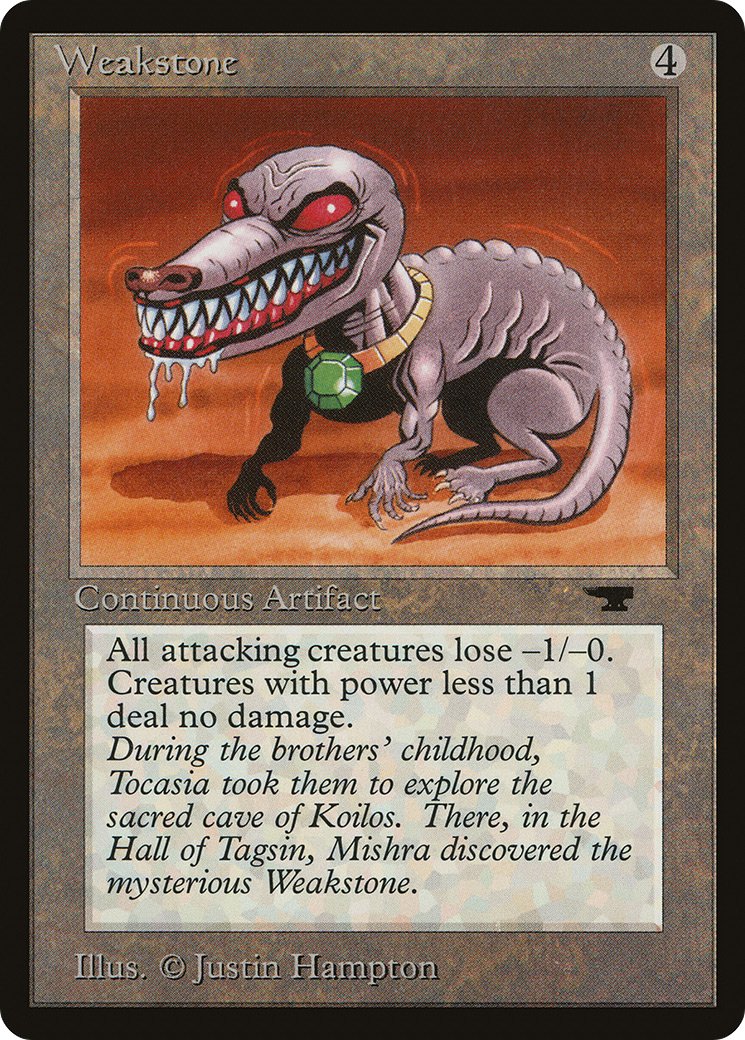 Weakstone
4
Continuous Artifact
All attacking creatures lose –1/–0.
Creatures with power less than 1
deal no damage.
During the brothers' childhood,
Tocasia took them to explore the
sacred cave of Koilos.  There, in the
Hall of Tagsin, Mishra discovered the
mysterious Weakstone.
Illus. © Justin Hampton